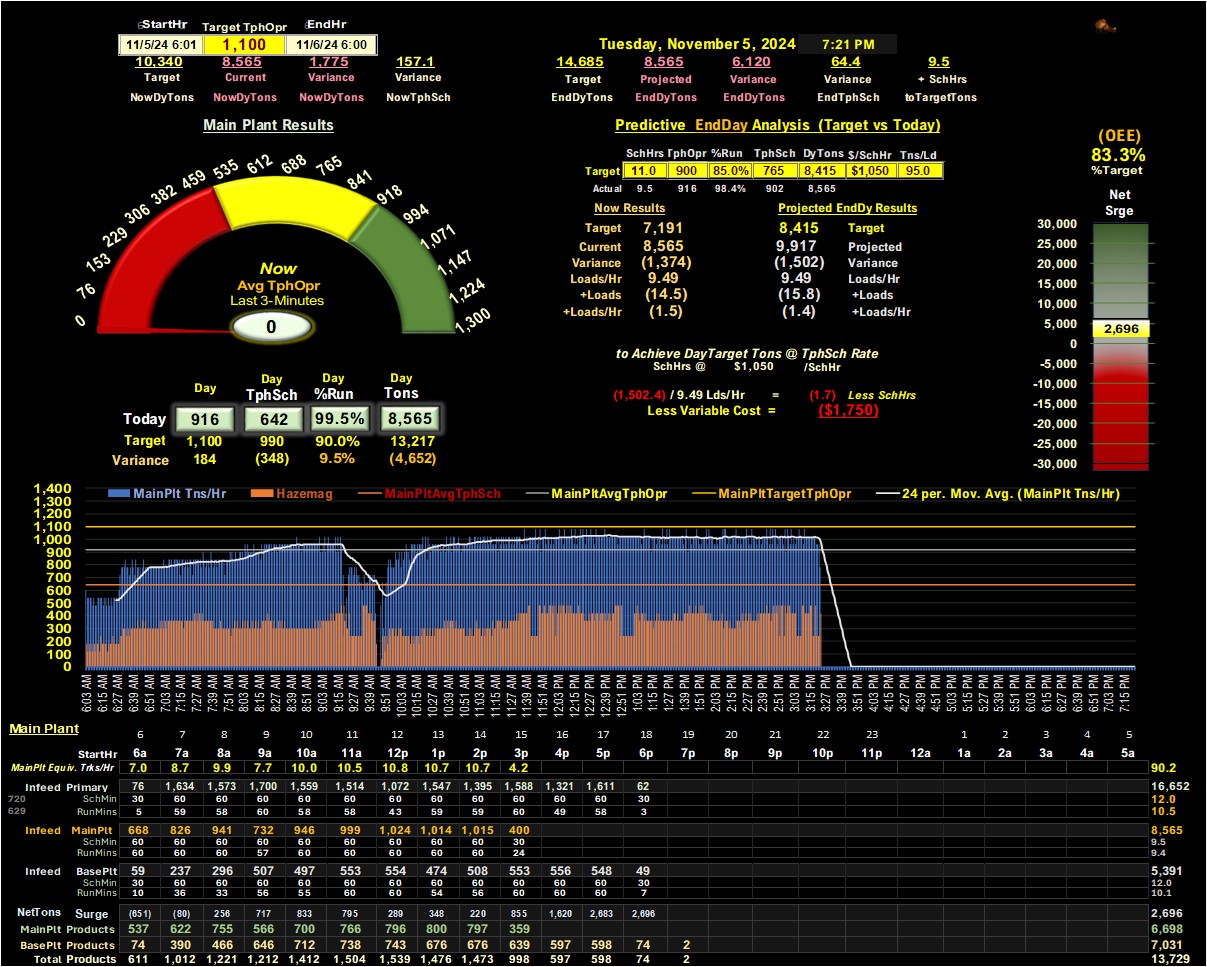 StartHr Target TphOpr EndHr
11/5/24 6:01 1,100 11/6/24 6:00
Tuesday, November 5, 2024 7:21 PM
10,340 8,565 1,775 157.1 14,685 8,565 6,120 64.4 9.5
Target Current Variance Variance Target Projected Variance Variance + SchHrs
NowDyTons NowDyTons NowDyTons NowTphSch EndDyTons EndDyTons EndDyTons EndTphSch toTargetTons
Main Plant Results
0 76 153 229 306 382 459 535 612 688 765 841 918 994 1,071 1,147 1,224 1,300
Now
Avg TphOpr
Last 3-Minutes
0
Day Day TphSch Day %Run Day Tons
Today 916 642 99.5% 8,565
Target 1,100 990 90.0% 13,217
Variance 184 (348) 9.5% (4,652)
Predictive EndDay Analysis (Target vs Today)
SchHrs TphOpr %Run TphSch DyTons $/SchHr Tns/Ld
Target 11.0 900 85.0% 765 8,415 $1,050 95.0
Actual 9.5 916 98.4% 902 8,565
Now Results Projected EndDy Results
Target 7,191 8,415 Target
Current 8,565 9,917 Projected
Variance (1,374) (1,502) Variance
Loads/Hr 9.49 9.49 Loads/Hr
+Loads (14.5) (15.8) +Loads
+Loads/Hr (1.5) (1.4) +Loads/Hr
to Achieve DayTarget Tons @ TphSch Rate
SchHrs @ $1,050 /SchHr
(1,502.4) / 9.49 Lds/Hr = (1.7) Less SchHrs
Less Variable Cost = ($1,750)
(OEE)
83.3%
%Target
Net
Srge
30,000
25,000
20,000
15,000
10,000
5,000
2,696
0
-5,000
-10,000
-15,000
-20,000
-25,000
-30,000
MainPlt Tns/Hr Hazemag MainPltAvgTphSch MainPltAvgTphOpr MainPltTargetTphOpr 24 per. Mov. Avg. (MainPlt Tns/Hr)
1,400
1,300
1,200
1,100
1,000
900
800
700
600
500
400
300
200
100
0
6:03 AM 6:15 AM 6:27 AM 6:39 AM 6:51 AM 7:03 AM 7:15 AM 7:27 AM 7:39 AM 7:51 AM 8:03 AM 8:15 AM 8:27 AM 8:39 AM 8:51 AM 9:03 AM 9:15 AM 9:27 AM 9:39 AM 9:51 AM 10:03 AM 10:15 AM 10:27 AM 10:39 AM 10:51 AM 11:03 AM 11:15 AM 11:27 AM 11:39 AM 11:51 AM 12:03 PM 12:15 PM 12:27 PM 12:39 PM 12:51 PM 1:03 PM 1:15 PM 1:27 PM 1:39 PM 1:51 PM 2:03 PM 2:15 PM 2:27 PM 2:39 PM 2:51 PM 3:03 PM 3:15 PM 3:27 PM 3:39 PM 3:51 PM 4:03 PM 4:15 PM 4:27 PM 4:39 PM 4:51 PM 5:03 PM 5:15 PM 5:27 PM 5:39 PM 5:51 PM 6:03 PM 6:15 PM 6:27 PM 6:39 PM 6:51 PM 7:03 PM 7:15 PM
Main Plant
6 7 8 9 10 11 12 13 14 15 16 17 18 19 20 21 22 23 1 2 3 4 5
StartHr 6a 7a 8a 9a 10a 11a 12p 1p 2p 3p 4p 5p 6p 7p 8p 9p 10p 11p 12a 1a 2a 3a 4a 5a
MainPlt Equiv. Trks/Hr 7.0 8.7 9.9 7.7 10.0 10.5 10.8 10.7 10.7 4.2 90.2
Infeed Primary 76 1,634 1,573 1,700 1,559 1,514 1,072 1,547 1,395 1,588 1,321 1,611 62 16,652
720 SchMin 30 60 60 60 60 60 60 60 60 60 60 60 30 12.0
629 RunMins 5 59 58 60 58 58 43 59 59 60 49 58 3 10.5
Infeed MainPlt 668 826 941 732 946 999 1,024 1,014 1,015 400 8,565
SchMin 60 60 60 60 60 60 60 60 60 30 9.5
RunMins 60 60 60 57 60 60 60 60 60 24 9.4
Infeed BasePlt 59 237 296 507 497 553 554 474 508 553 556 548 49 5,391
SchMin 30 60 60 60 60 60 60 60 60 60 60 60 30 12.0
RunMins 10 36 33 56 55 60 60 54 56 60 60 60 7 10.1
NetTons Surge (651) (80) 256 717 833 795 289 348 220 855 1,620 2,683 2,696 2,696
MainPlt Products 537 622 755 566 700 766 796 800 797 359 6,698
BasePlt Products 74 390 466 646 712 738 743 676 676 639 597 598 74 2 7,031
Total Products 611 1,012 1,221 1,212 1,412 1,504 1,539 1,476 1,473 998 597 598 74 2 13,729